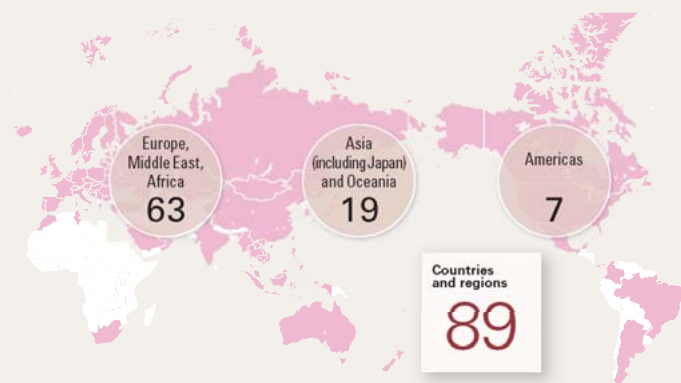 Europe,
Middle East,
Africa
63
Asia
(including Japan)
and Oceania
19
Americas
7
Countries
and regions
89